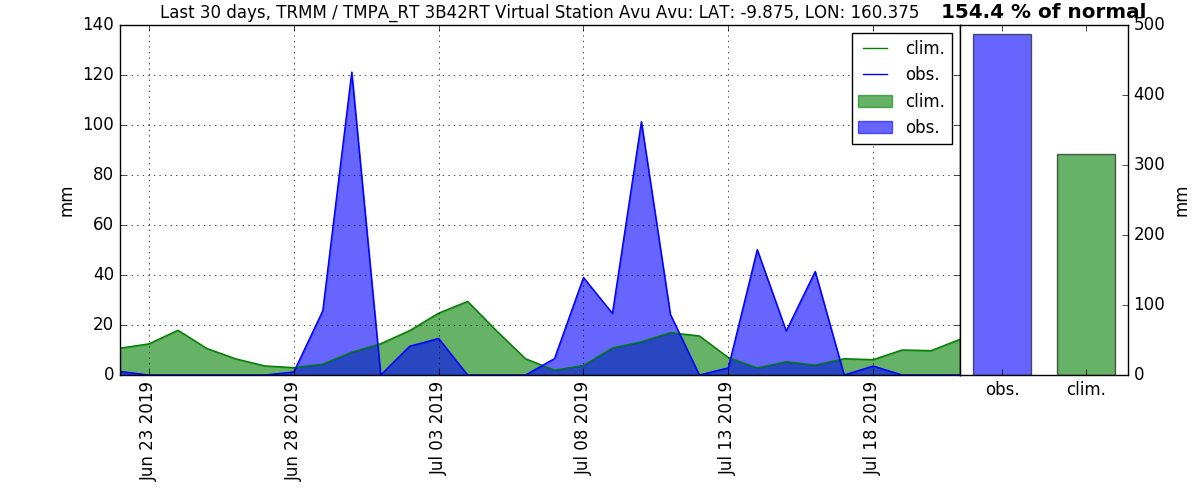 Last 30 days, TRMM / TMPA_RT 3B42RT Virtual Station Avu Avu: LAT: -9.875, LON: 160.375
154.4 % of normal
140
120
100
80
60
40
20
0
mm
clim.
obs.
clim.
obs.
Jun 23 2019
Jun 28 2019
Jul 03 2019
Jul 08 2019
Jul 13 2019
Jul 18 2019
500
400
300
200
100
0
mm
obs.
clim.